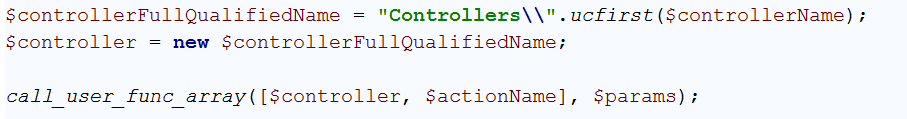 $controllerFullQualifiedName = "Controllers\\".ucfirst($controllerName);
$controller = new $controllerFullQualifiedName;
call_user_func_array([$controller, $actionName], $params);